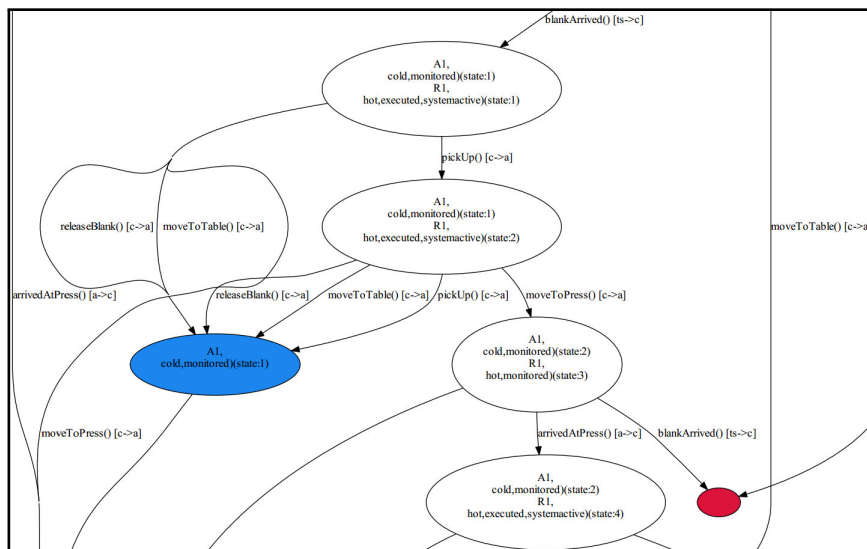 blankArrived() [ts->c]
A1,
cold,monitored)(state:1)
R1,
hot,executed,systemactive)(state:1)
pickUp() [c->a]
A1,
cold,monitored)(state:1)
R1,
hot,executed,systemactive)(state:2)
releaseBlank() [c->a]
moveToTable() [c->a]
moveToTable() [c->a
arrivedAtPress() [a->c]
releaseBlank() [c->a]
moveToTable() [c->a]
pickUp() [c->a]
moveToPress() [c->a]
A1,
cold,monitored)(state:1)
A1,
cold,monitored)(state:2)
R1,
hot,monitored)(state:3)
moveToPress() [c->a]
arrivedAtPress() [a->c]
blankArrived() [ts->c]
A1,
cold,monitored)(state:2)
R1,
hot,executed,systemactive)(state:4)